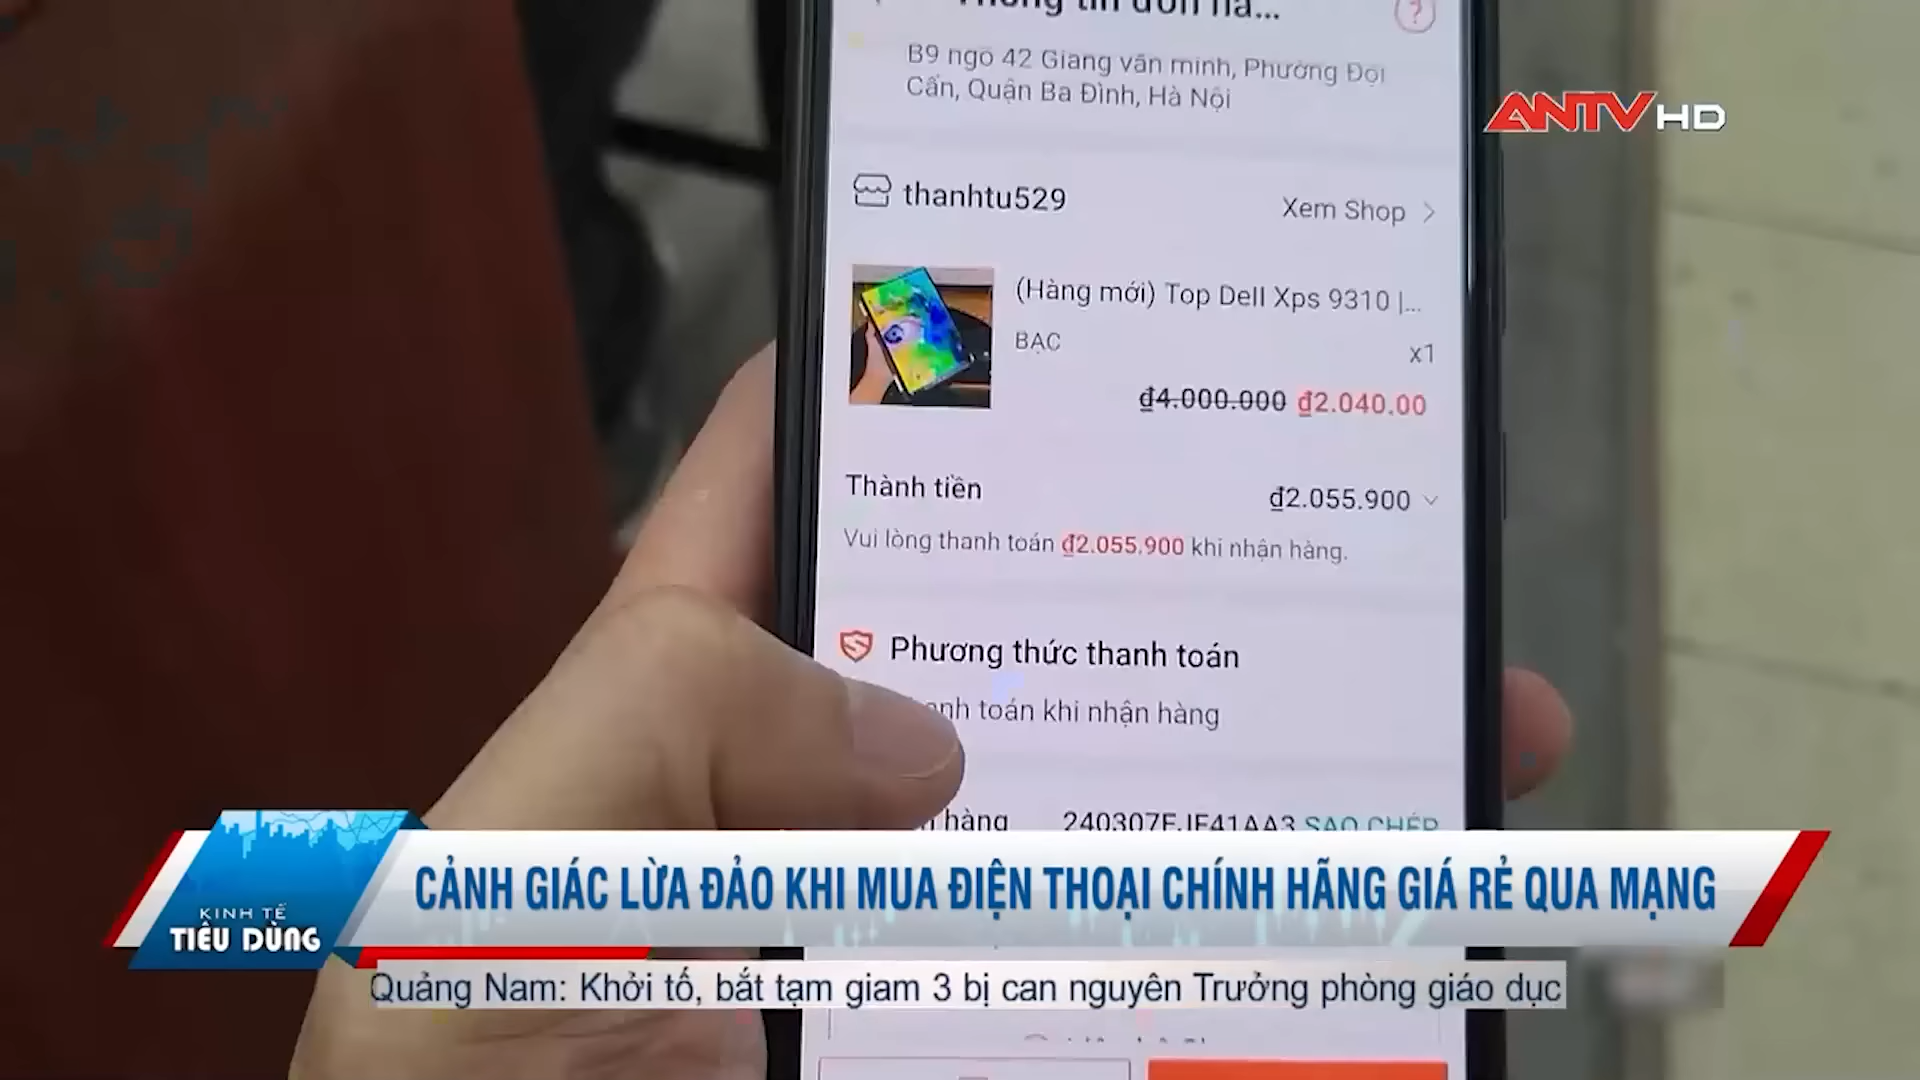 B9 ngõ 42 Giang văn minh, Phường Đội
Cấn, Quận Ba Đình, Hà Nội
ANTV HD
thanhtu529
Xem Shop
(Hàng mới) Top Dell Xps 9310 |...
BẠC
x1
₫4.000.000 ₫2.040.00
Thành tiền
₫2.055.900
Vui lòng thanh toán ₫2.055.900 khi nhận hàng.
Phương thức thanh toán
toán khi nhận hàng
hàng
SAO CHÉP
KINH TẾ
TIÊU DÙNG
CẢNH GIÁC LỪA ĐẢO KHI MUA ĐIỆN THOẠI CHÍNH HÃNG GIÁ RẺ QUA MẠNG
Quảng Nam: Khởi tố, bắt tạm giam 3 bị can nguyên Trưởng phòng giáo dục